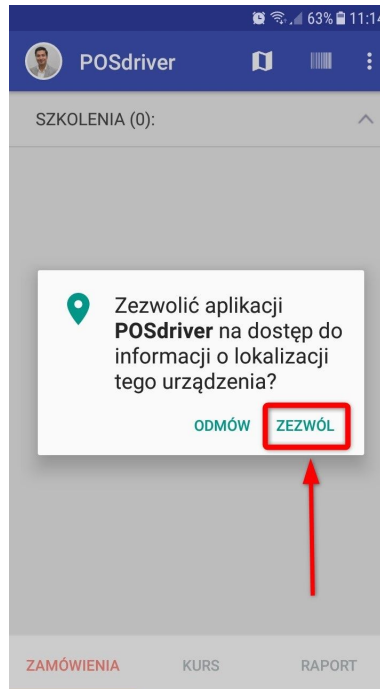 63% 11:14
POSdriver
SZKOLENIA (0):
Zezwolić aplikacji
POSdriver na dostęp do
informacji o lokalizacji
tego urządzenia?
ODMÓW ZEZWÓL
ZAMÓWIENIA KURS RAPORT